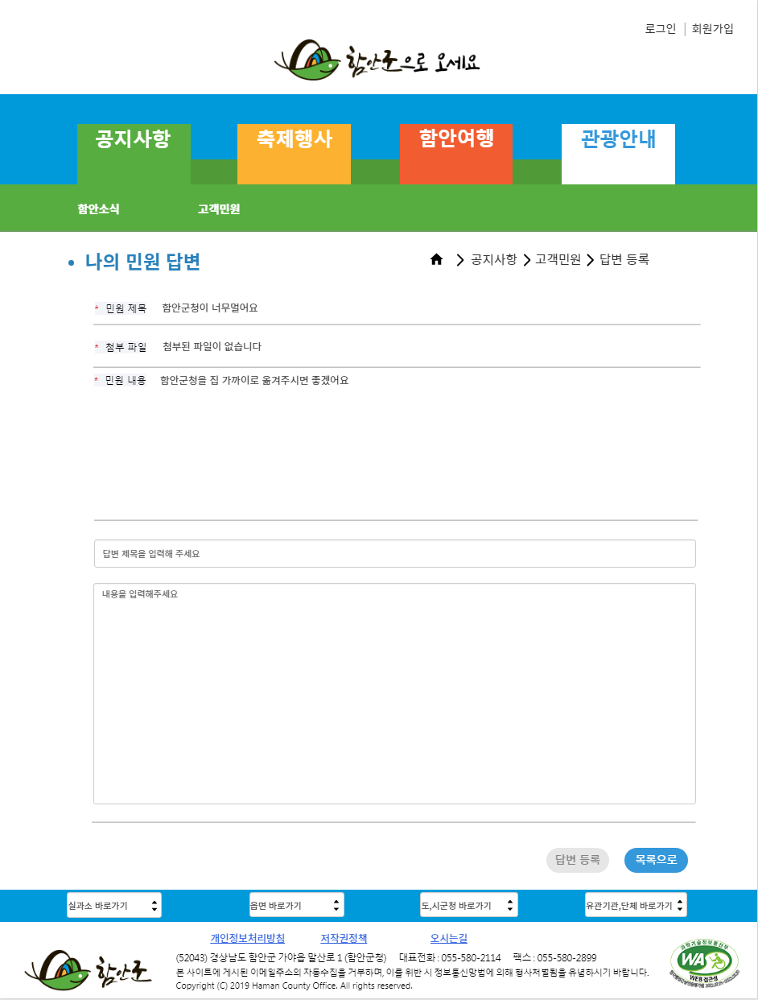 로그인 | 회원가입
함안군으로 오세요
공지사항 축제행사 함안여행 관광안내
함안소식 고객민원
• 나의 민원 답변
공지사항 > 고객민원 > 답변 등록
* 민원 제목 함안군청이 너무멀어요
* 첨부 파일 첨부된 파일이 없습니다
* 민원 내용 함안군청을 집 가까이로 옮겨주시면 좋겠어요
답변 제목을 입력해 주세요
내용을 입력해주세요
답변 등록 목록으로
실과소 바로가기 읍면 바로가기 도,시군청 바로가기 유관기관,단체 바로가기
개인정보처리방침 저작권정책 오시는길
함안군
(52043) 경상남도 함안군 가야읍 말산로 1 (함안군청) 대표전화 : 055-580-2114 팩스 : 055-580-2899
본 사이트에 게시된 이메일주소의 자동수집을 거부하며, 이를 위반 시 정보통신망법에 의해 형사처벌됨을 유념하시기 바랍니다.
Copyright (C) 2019 Haman County Office. All rights reserved.
과학기술정보통신부
WA
WEB 접근성